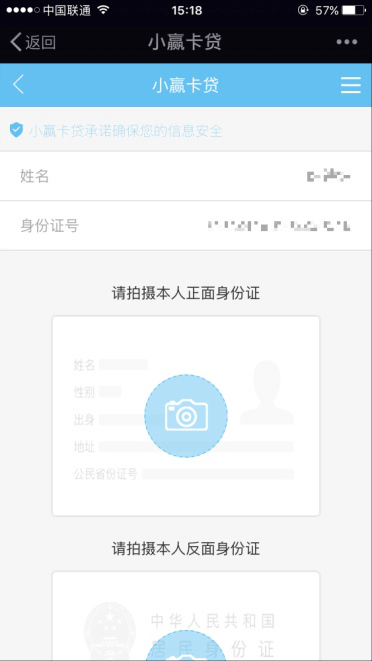 中国联通 15:18 57%
返回 小赢卡贷
小赢卡贷
小赢卡贷承诺确保您的信息安全
姓名
身份证号
请拍摄本人正面身份证
姓名
性别
出身
地址
公民省份证号
请拍摄本人反面身份证
中华人民共和国
居民身份证